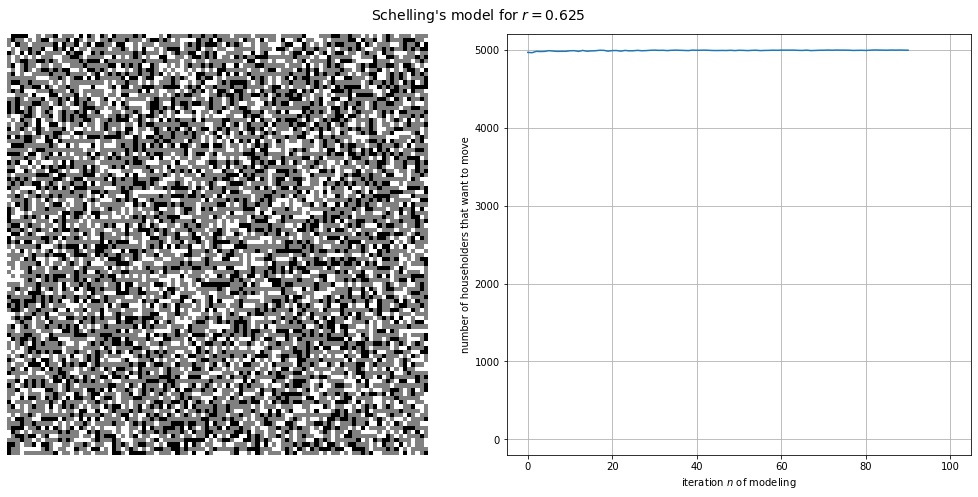 Schelling's model for r = 0.625
number of householders that want to move
5000
4000
3000
2000
1000
0
0 20 40 60 80 100
iteration n of modeling